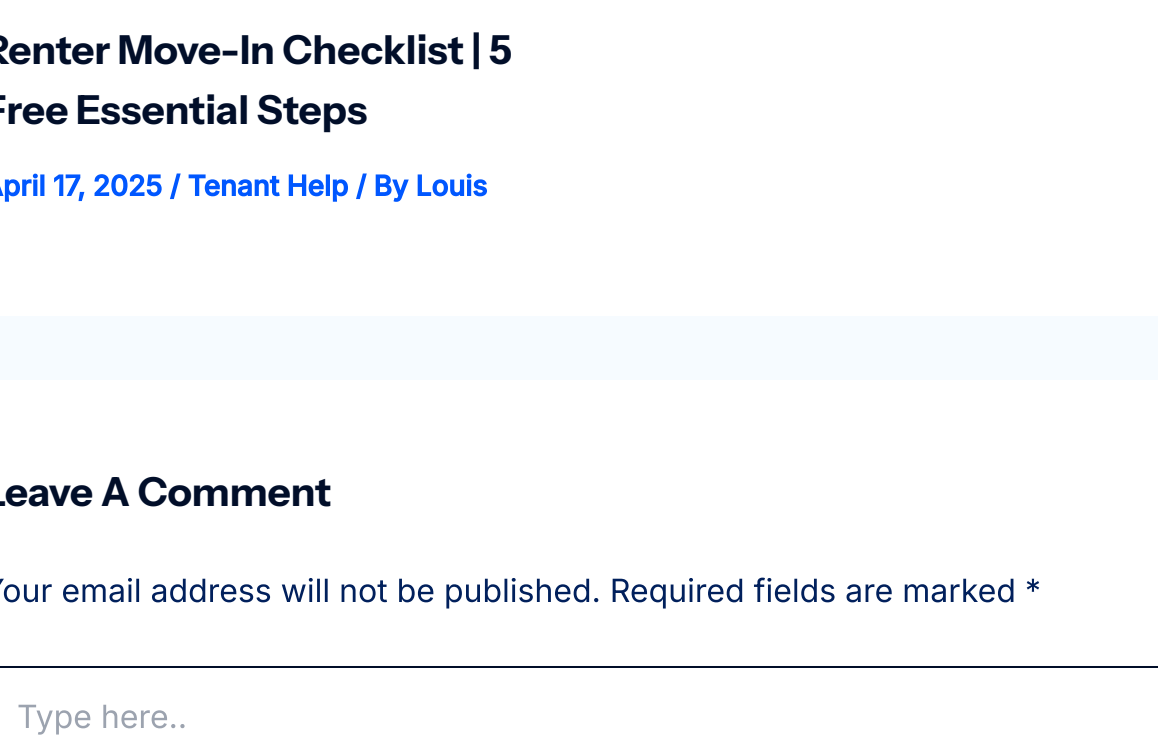 Renter Move-In Checklist | 5
Free Essential Steps
April 17, 2025 / Tenant Help / By Louis
Leave A Comment
Your email address will not be published. Required fields are marked *
Type here..